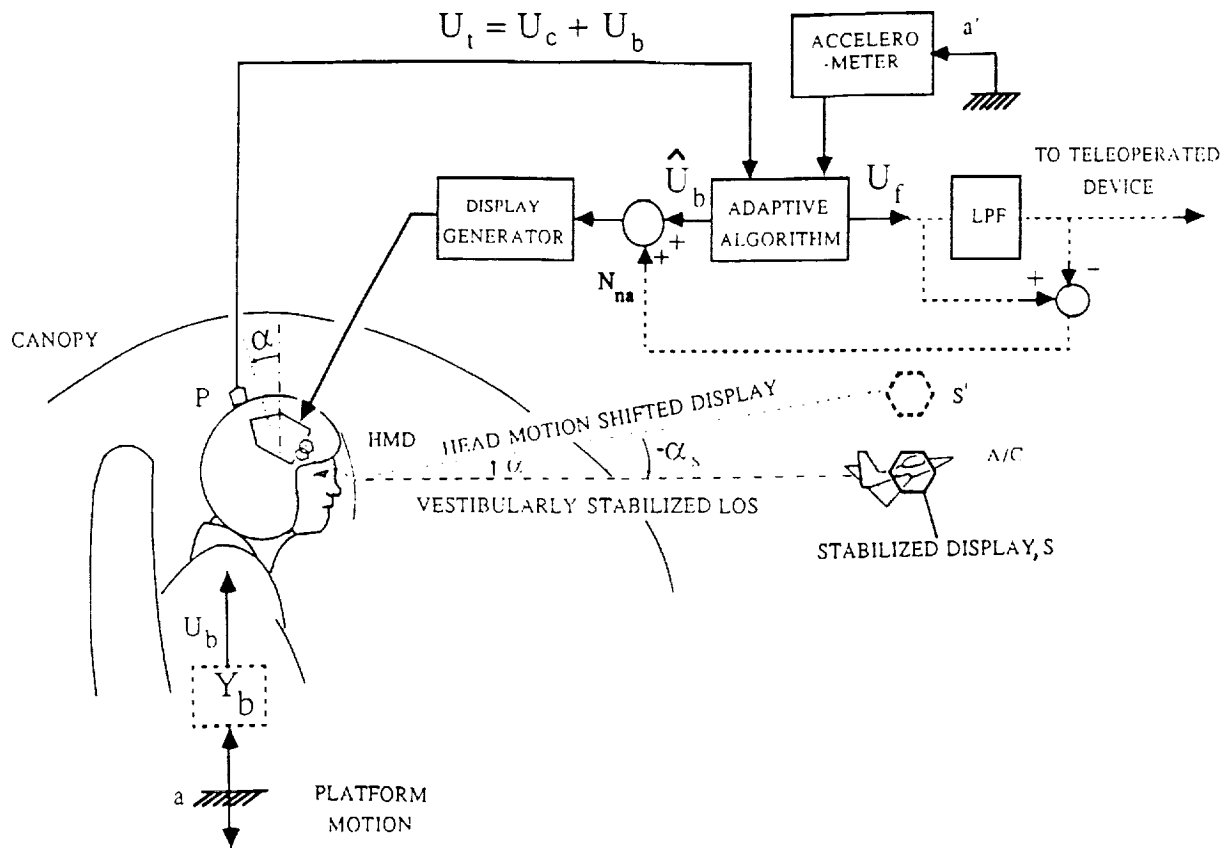 U_t = U_c + U_b
ACCELERO
-METER
a'
Û_b
DISPLAY
GENERATOR
ADAPTIVE
ALGORITHM
U_f
LPF
TO TELEOPERATED
DEVICE
+
+
N_na
+
-
CANOPY
α
P
HMD
HEAD MOTION SHIFTED DISPLAY
S'
α
-α_s
A/C
VESTIBULARLY STABILIZED LOS
STABILIZED DISPLAY, S
U_b
Y_b
a
PLATFORM
MOTION